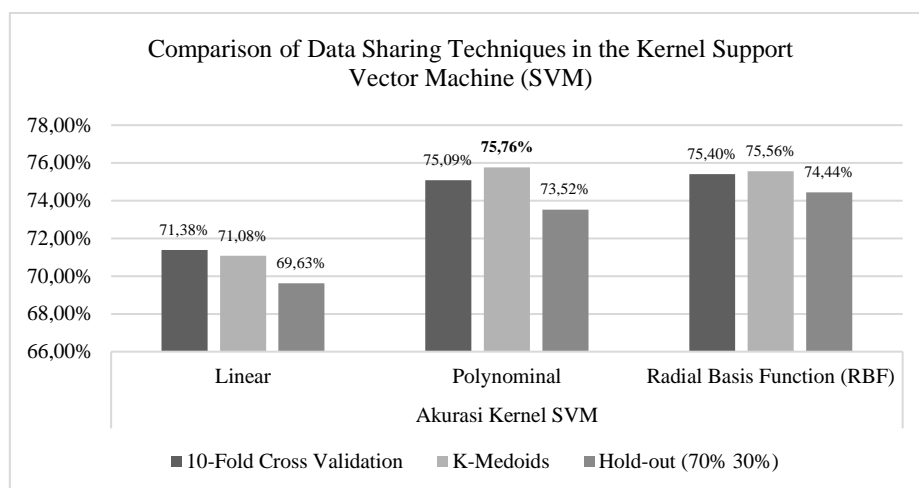 Comparison of Data Sharing Techniques in the Kernel Support
Vector Machine (SVM)
78,00%
76,00%
74,00%
72,00%
70,00%
68,00%
66,00%
71,38%
71,08%
69,63%
75,09%
75,76%
73,52%
75,40%
75,56%
74,44%
Linear
Polynominal
Radial Basis Function (RBF)
Akurasi Kernel SVM
10-Fold Cross Validation
K-Medoids
Hold-out (70% 30%)